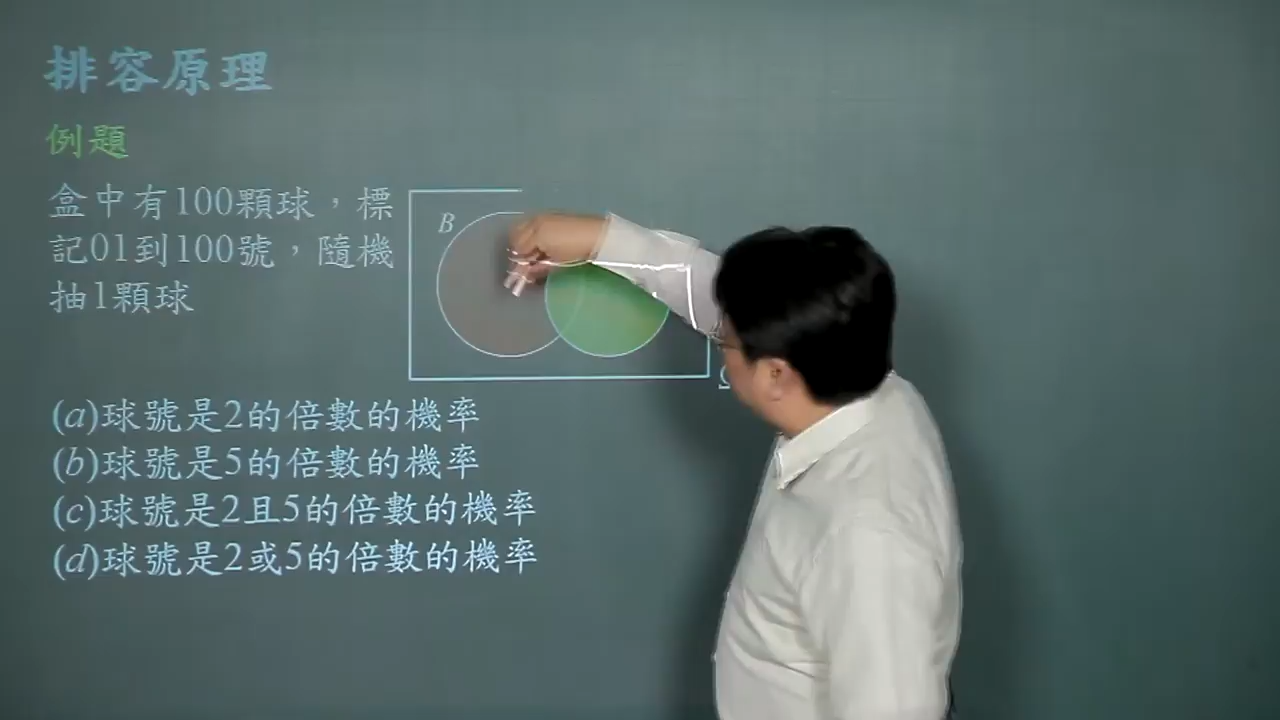 排容原理
例題
盒中有100顆球，標
記01到100號，隨機
抽1顆球
B
(a)球號是2的倍數的機率
(b)球號是5的倍數的機率
(c)球號是2且5的倍數的機率
(d)球號是2或5的倍數的機率